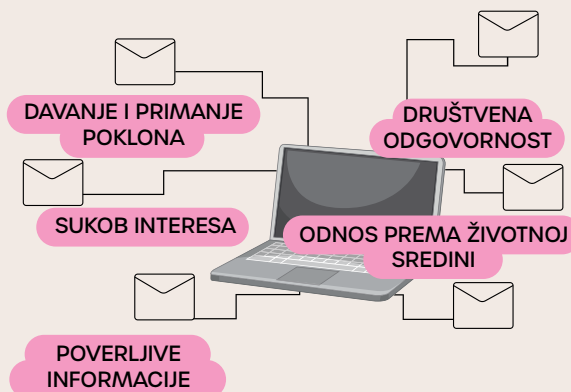 DAVANJE I PRIMANJE
POKLONA
DRUŠTVENA
ODGOVORNOST
SUKOB INTERESA
ODNOS PREMA ŽIVOTNOJ
SREDINI
POVERLJIVE
INFORMACIJE